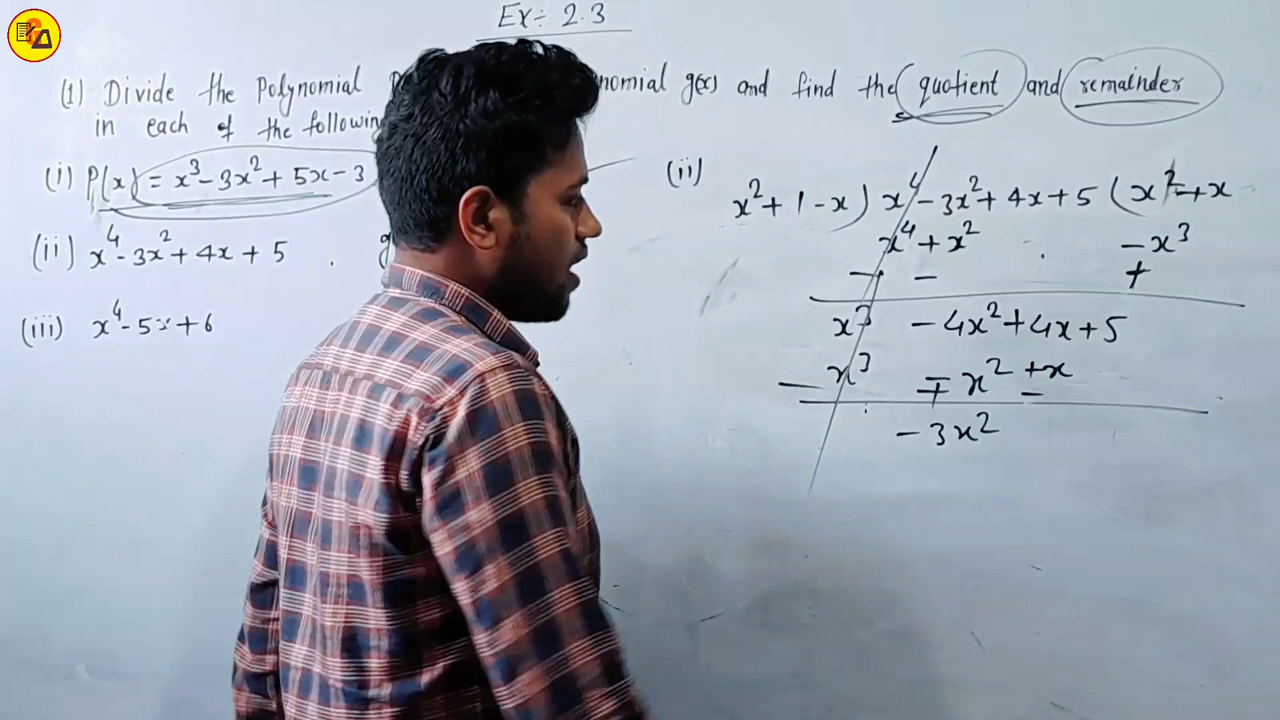 Ex÷ 2.3
(1) Divide the Polynomial nomial g(x) and find the (quotient) and (remainder)
in each of the following
(i) P(x) = x³ - 3x² + 5x - 3
(ii) x⁴ - 3x² + 4x + 5
(iii) x⁴ - 5x + 6
(ii)
x² + 1 - x ) x⁴ - 3x² + 4x + 5 ( x² + x
x⁴ + x² - x³
- - +
x³ - 4x² + 4x + 5
x³ ∓ x² + x
- -
- 3x²